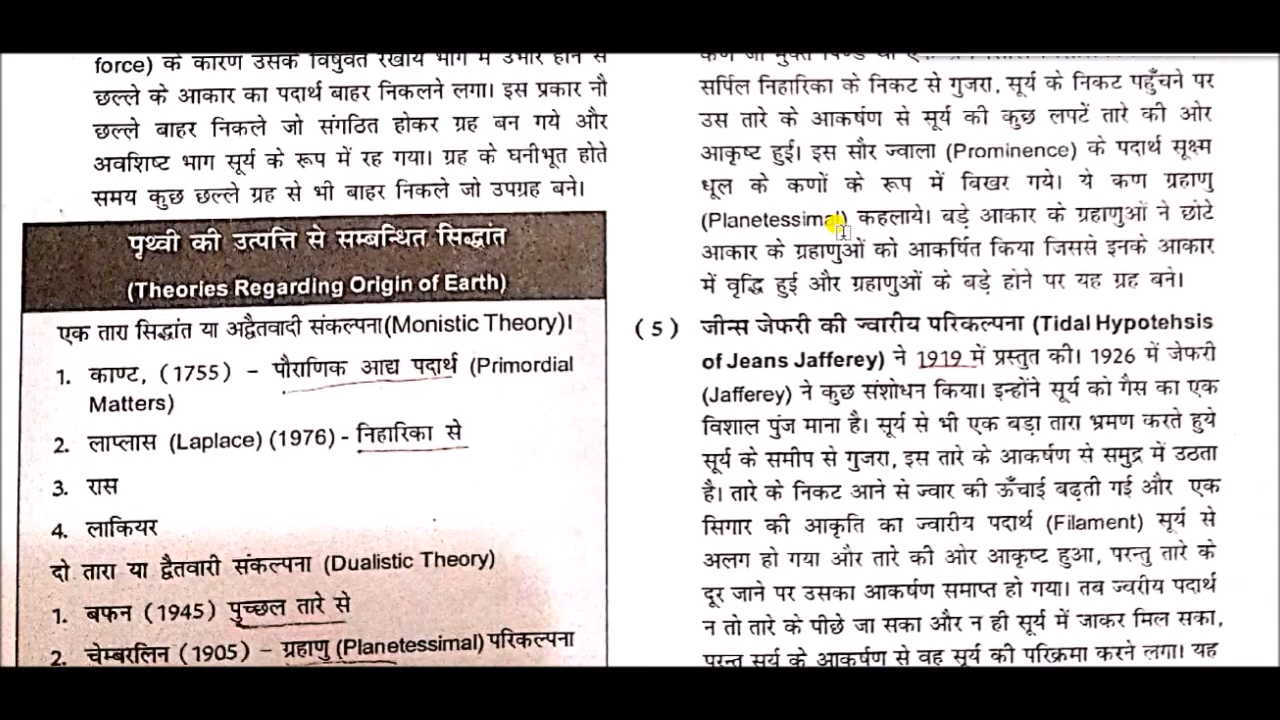 force) के कारण उसके विषुवत रेखीय भाग में उभार होने से
छल्ले के आकार का पदार्थ बाहर निकलने लगा। इस प्रकार नौ
छल्ले बाहर निकले जो संगठित होकर ग्रह बन गये और
अवशिष्ट भाग सूर्य के रूप में रह गया। ग्रह के घनीभूत होते
समय कुछ छल्ले ग्रह से भी बाहर निकले जो उपग्रह बने।
पृथ्वी की उत्पत्ति से सम्बन्धित सिद्धांत
(Theories Regarding Origin of Earth)
एक तारा सिद्धांत या अद्वैतवादी संकल्पना(Monistic Theory)।
1. काण्ट, (1755) – पौराणिक आद्य पदार्थ (Primordial
Matters)
2. लाप्लास (Laplace) (1976) - निहारिका से
3. रास
4. लाकियर
दो तारा या द्वैतवारी संकल्पना (Dualistic Theory)
1. बफन (1945) पुच्छल तारे से
2. चेम्बरलिन (1905) – ग्रहाणु (Planetessimal) परिकल्पना
सर्पिल निहारिका के निकट से गुजरा, सूर्य के निकट पहुँचने पर
उस तारे के आकर्षण से सूर्य की कुछ लपटें तारे की ओर
आकृष्ट हुई। इस सौर ज्वाला (Prominence) के पदार्थ सूक्ष्म
धूल के कणों के रूप में बिखर गये। ये कण ग्रहाणु
(Planetessimal) कहलाये। बड़े आकार के ग्रहाणुओं ने छोटे
आकार के ग्रहाणुओं को आकर्षित किया जिससे इनके आकार
में वृद्धि हुई और ग्रहाणुओं के बड़े होने पर यह ग्रह बने।
(5) जीन्स जेफरी की ज्वारीय परिकल्पना (Tidal Hypotehsis
of Jeans Jafferey) ने 1919 में प्रस्तुत की। 1926 में जेफरी
(Jafferey) ने कुछ संशोधन किया। इन्होंने सूर्य को गैस का एक
विशाल पुंज माना है। सूर्य से भी एक बड़ा तारा भ्रमण करते हुये
सूर्य के समीप से गुजरा, इस तारे के आकर्षण से समुद्र में उठता
है। तारे के निकट आने से ज्वार की ऊँचाई बढ़ती गई और एक
सिगार की आकृति का ज्वारीय पदार्थ (Filament) सूर्य से
अलग हो गया और तारे की ओर आकृष्ट हुआ, परन्तु तारे के
दूर जाने पर उसका आकर्षण समाप्त हो गया। तब ज्वरीय पदार्थ
न तो तारे के पीछे जा सका और न ही सूर्य में जाकर मिल सका,
परन्तु सूर्य के आकर्षण से वह सूर्य की परिक्रमा करने लगा। यह